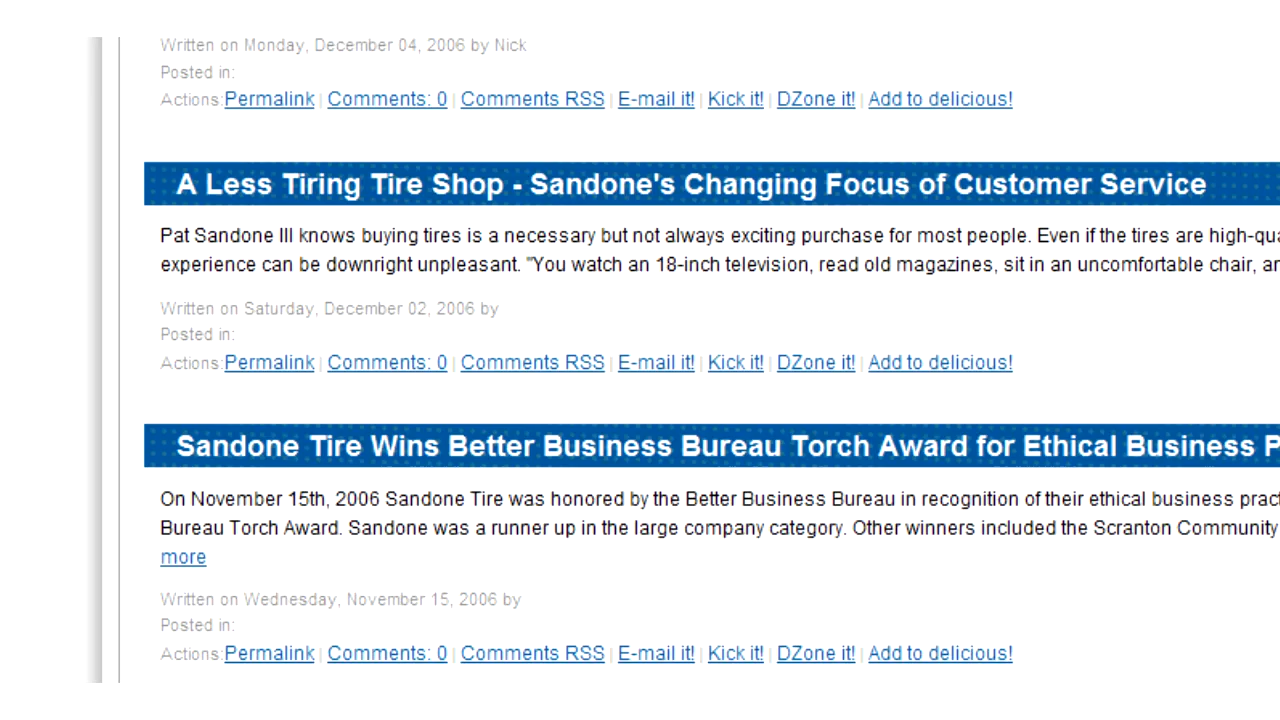 Written on Monday, December 04, 2006 by Nick
Posted in:
Actions:Permalink | Comments: 0 | Comments RSS | E-mail it! | Kick it! | DZone it! | Add to delicious!
A Less Tiring Tire Shop - Sandone's Changing Focus of Customer Service
Pat Sandone III knows buying tires is a necessary but not always exciting purchase for most people. Even if the tires are
experience can be downright unpleasant. "You watch an 18-inch television, read old magazines, sit in an uncomfortable chair,
Written on Saturday, December 02, 2006 by
Posted in:
Actions:Permalink | Comments: 0 | Comments RSS | E-mail it! | Kick it! | DZone it! | Add to delicious!
Sandone Tire Wins Better Business Bureau Torch Award for Ethical Business
On November 15th, 2006 Sandone Tire was honored by the Better Business Bureau in recognition of their ethical business
Bureau Torch Award. Sandone was a runner up in the large company category. Other winners included the Scranton Community
more
Written on Wednesday, November 15, 2006 by
Posted in:
Actions:Permalink | Comments: 0 | Comments RSS | E-mail it! | Kick it! | DZone it! | Add to delicious!